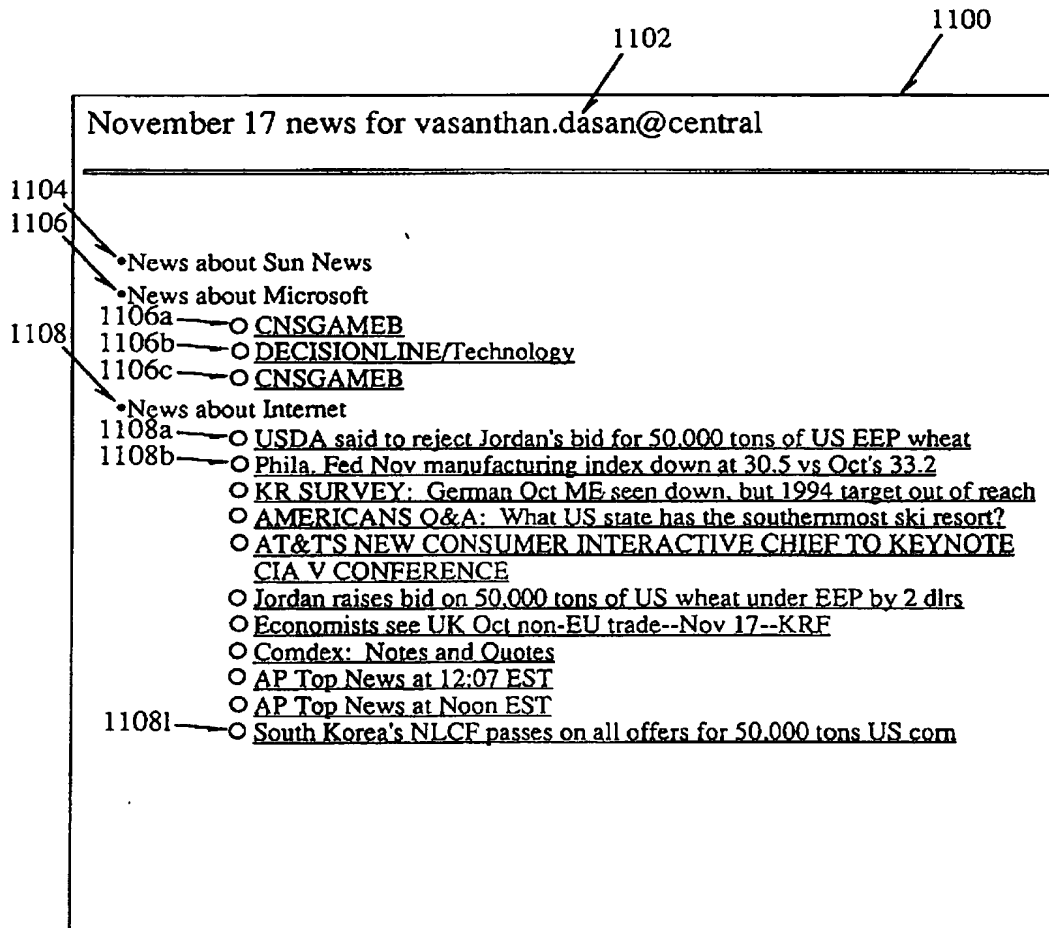 1102
1100
November 17 news for vasanthan.dasan@central
1104
1106
•News about Sun News
•News about Microsoft
1106a
CNSGAMEB
1108
1106b
DECISIONLINE/Technology
1106c
CNSGAMEB
•News about Internet
1108a
USDA said to reject Jordan's bid for 50,000 tons of US EEP wheat
1108b
Phila. Fed Nov manufacturing index down at 30.5 vs Oct's 33.2
KR SURVEY: German Oct ME seen down, but 1994 target out of reach
AMERICANS Q&A: What US state has the southernmost ski resort?
AT&T'S NEW CONSUMER INTERACTIVE CHIEF TO KEYNOTE
CIA V CONFERENCE
Jordan raises bid on 50,000 tons of US wheat under EEP by 2 dlrs
Economists see UK Oct non-EU trade--Nov 17--KRF
Comdex: Notes and Quotes
AP Top News at 12:07 EST
AP Top News at Noon EST
1108l
South Korea's NLCF passes on all offers for 50,000 tons US corn